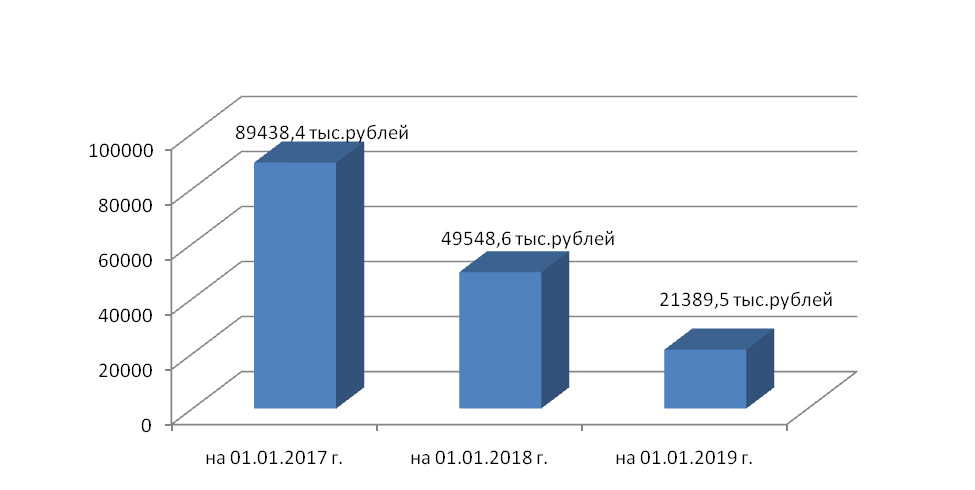 89438,4 тыс.рублей
100000
80000
49548,6 тыс.рублей
60000
21389,5 тыс.рублей
40000
20000
0
на 01.01.2017 г.
на 01.01.2018 г.
на 01.01.2019 г.